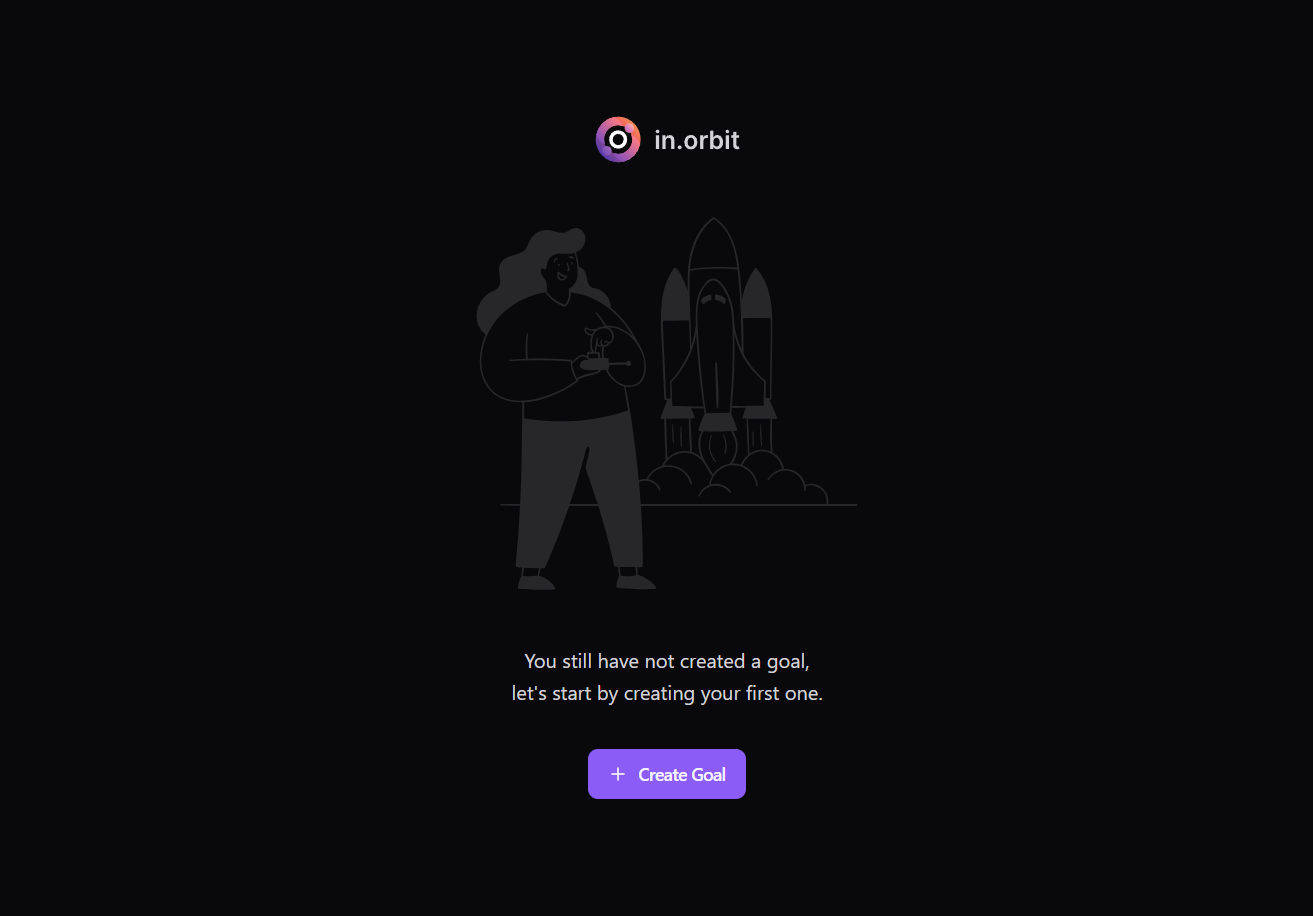 in.orbit
You still have not created a goal,
let's start by creating your first one.
Create Goal